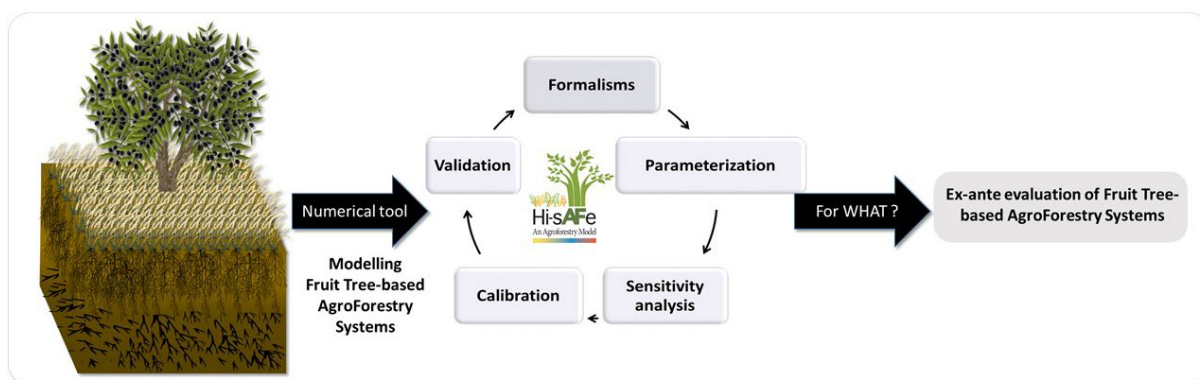 Formalisms
Validation
Parameterization
Hi-sAFe
An Agroforestry Model
Numerical tool
For WHAT ?
Ex-ante evaluation of Fruit Tree-
based AgroForestry Systems
Modelling
Fruit Tree-based
AgroForestry
Systems
Calibration
Sensitivity
analysis